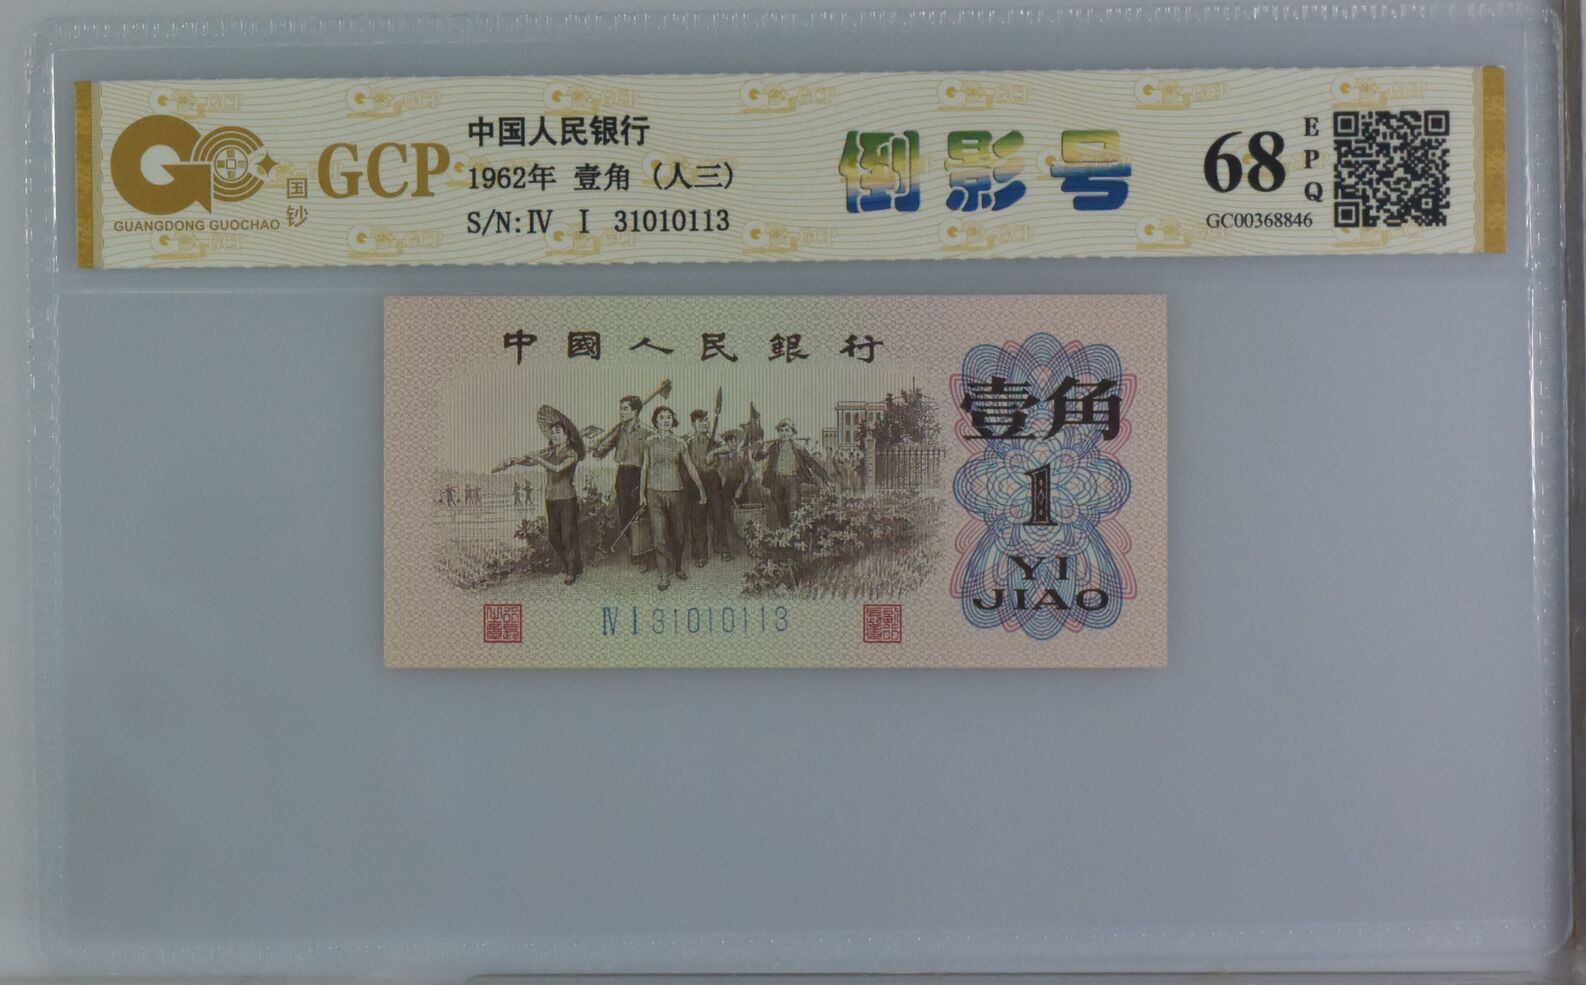 GCP
GUANGDONG GUOCHAO
国钞
中国人民银行
1962年 壹角 (人三)
S/N:Ⅳ Ⅰ 31010113
倒影号
68
EPQ
GC00368846
中國人民銀行
壹角
1
YI
JIAO
Ⅳ Ⅰ 31010113